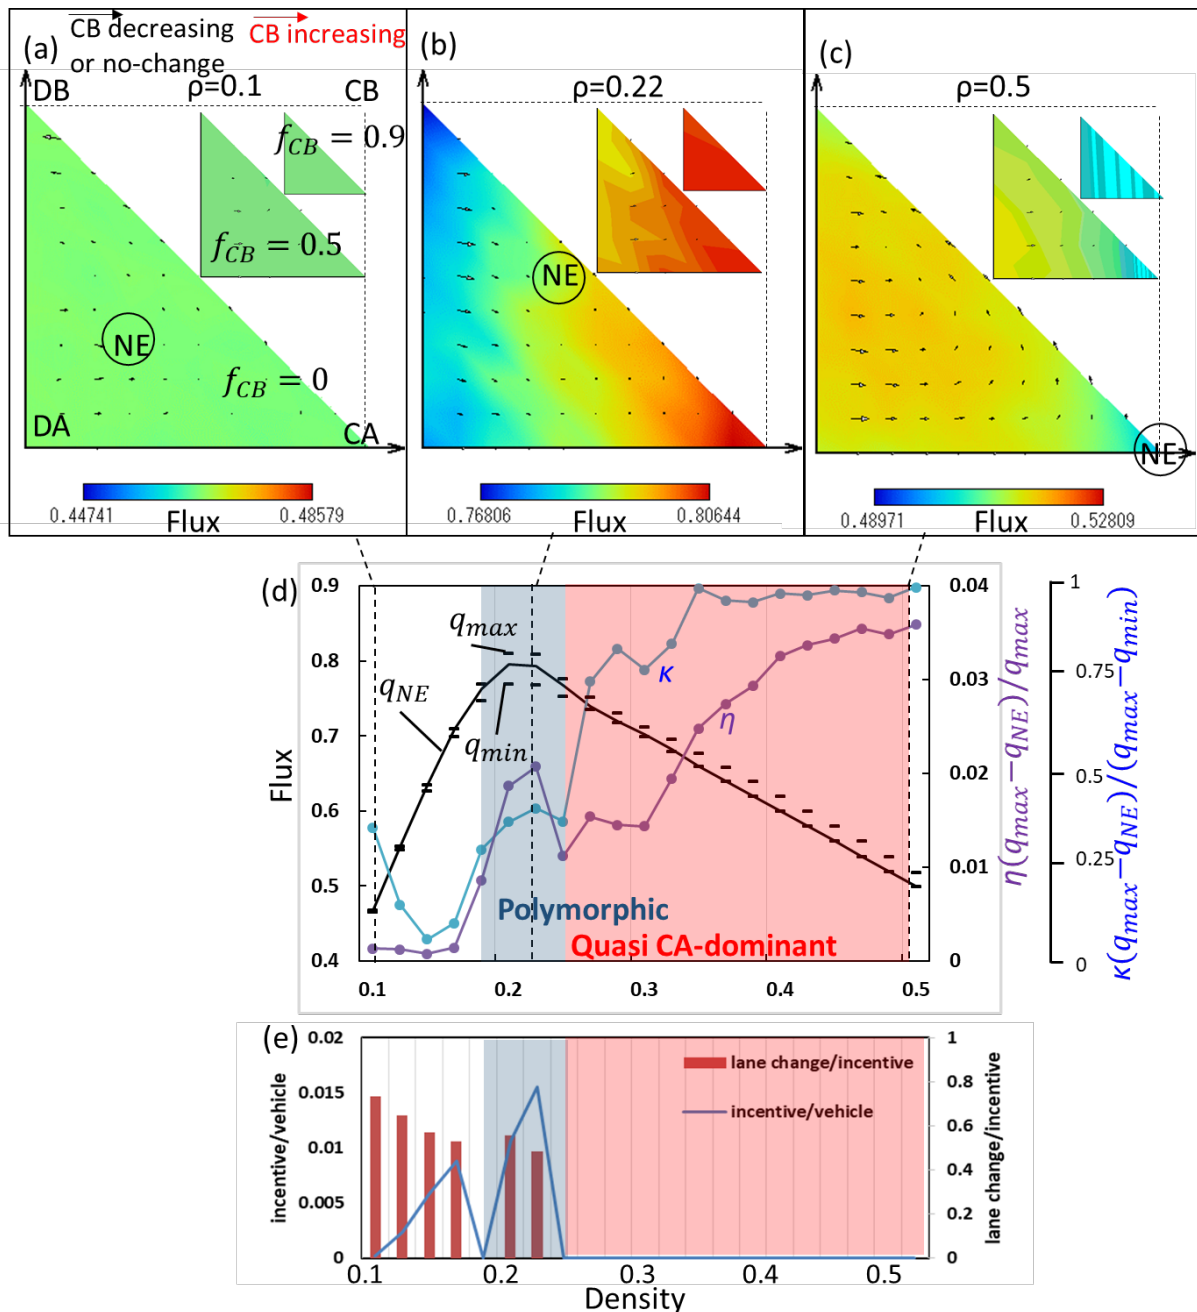 CB decreasing
or no-change
CB increasing
(a)
ρ=0.1
DB
CB
f_CB = 0.9
f_CB = 0.5
NE
f_CB = 0
DA
CA
0.44741
Flux
0.48579
(b)
ρ=0.22
NE
0.76806
Flux
0.80644
(c)
ρ=0.5
NE
0.48971
Flux
0.52809
(d)
Flux
0.9
0.8
0.7
0.6
0.5
0.4
q_max
q_NE
q_min
κ
η
Polymorphic
Quasi CA-dominant
0.1
0.2
0.3
0.4
0.5
0.04
0.03
0.02
0.01
0
η(q_max−q_NE)/q_max
1
0.75
0.5
0.25
0
κ(q_max−q_NE)/(q_max−q_min)
(e)
incentive/vehicle
0.02
0.015
0.01
0.005
0
lane change/incentive
incentive/vehicle
1
0.8
0.6
0.4
0.2
0
lane change/incentive
0.1
0.2
0.3
0.4
0.5
Density